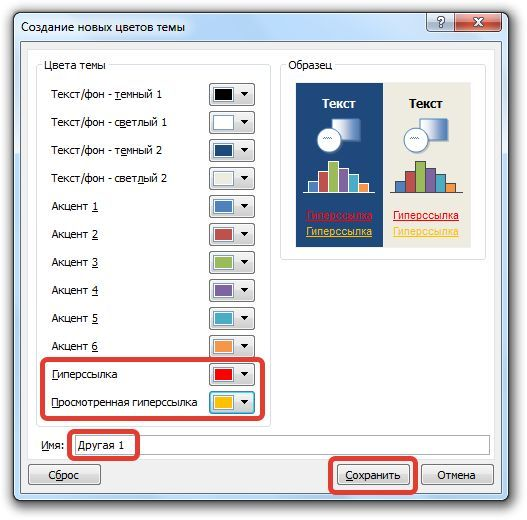 Создание новых цветов темы
Цвета темы
Текст/фон - темный 1
Текст/фон - светлый 1
Текст/фон - темный 2
Текст/фон - светлый 2
Акцент 1
Акцент 2
Акцент 3
Акцент 4
Акцент 5
Акцент 6
Гиперссылка
Просмотренная гиперссылка
Образец
Текст Текст
Гиперссылка Гиперссылка
Гиперссылка Гиперссылка
Имя: Другая 1
Сброс Сохранить Отмена